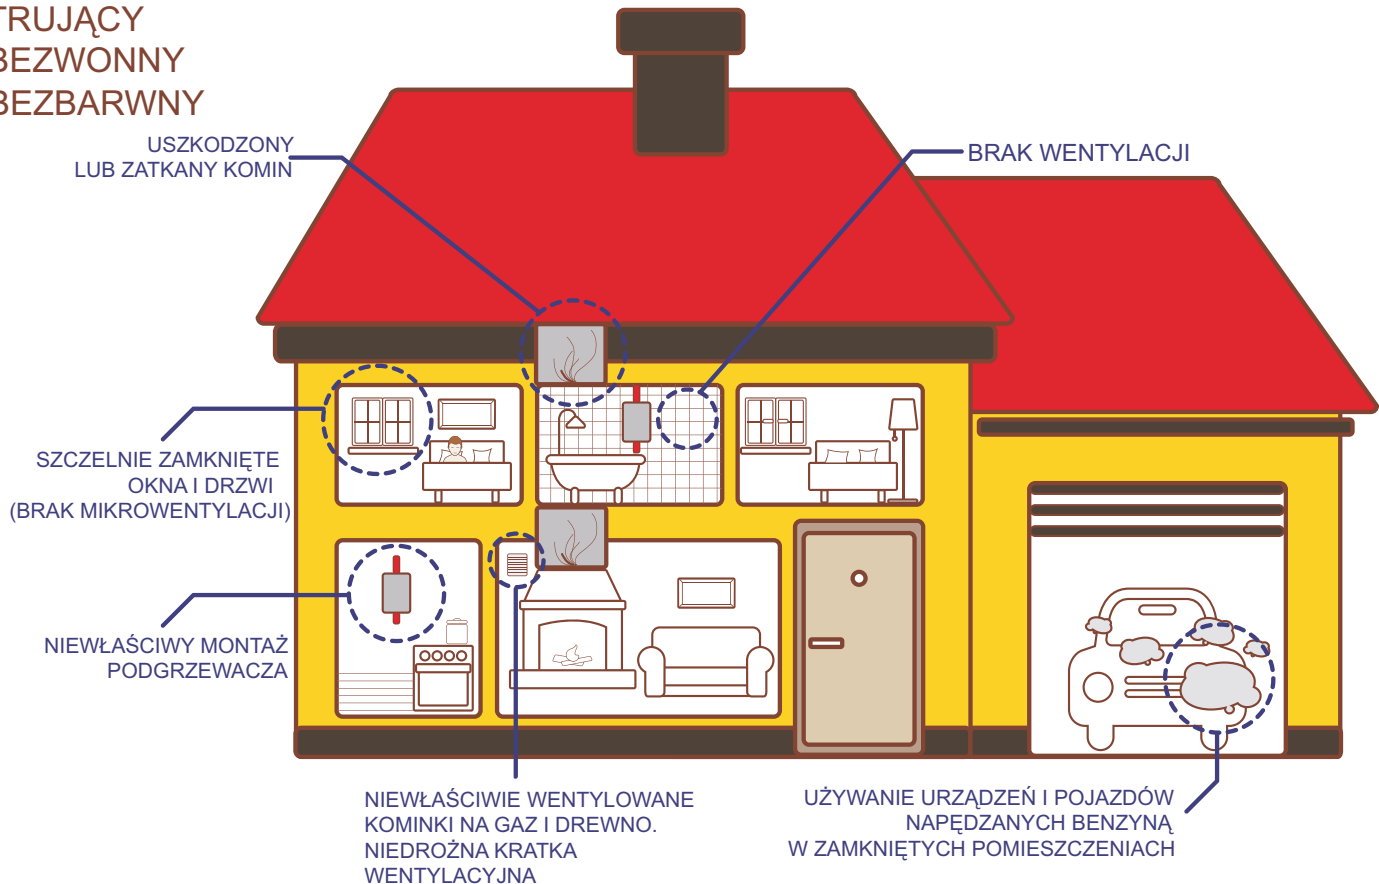 TRUJĄCY
BEZWONNY
BEZBARWNY
USZKODZONY
LUB ZATKANY KOMIN
BRAK WENTYLACJI
SZCZELNIE ZAMKNIĘTE
OKNA I DRZWI
(BRAK MIKROWENTYLACJI)
NIEWŁAŚCIWY MONTAŻ
PODGRZEWACZA
NIEWŁAŚCIWIE WENTYLOWANE
KOMINKI NA GAZ I DREWNO.
NIEDROŻNA KRATKA
WENTYLACYJNA
UŻYWANIE URZĄDZEŃ I POJAZDÓW
NAPĘDZANYCH BENZYNĄ
W ZAMKNIĘTYCH POMIESZCZENIACH